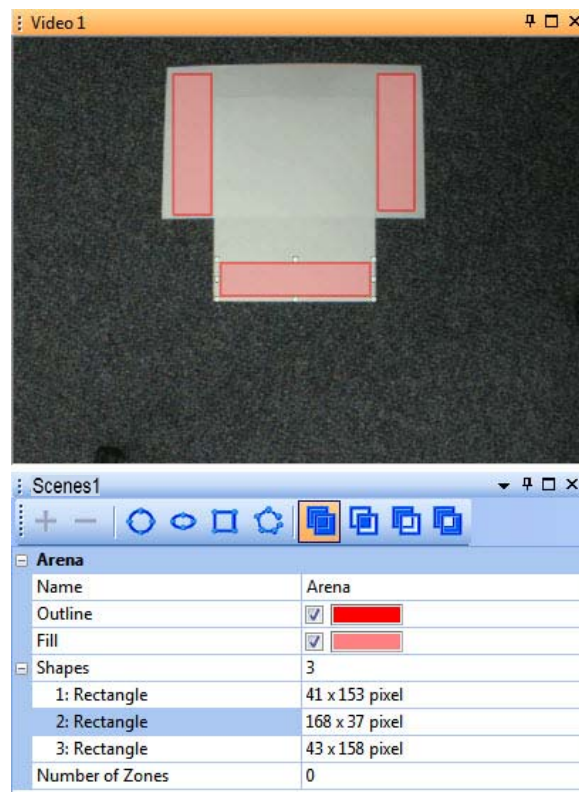 Video 1
Scenes1
Arena
Name Arena
Outline
Fill
Shapes 3
1: Rectangle 41 x 153 pixel
2: Rectangle 168 x 37 pixel
3: Rectangle 43 x 158 pixel
Number of Zones 0